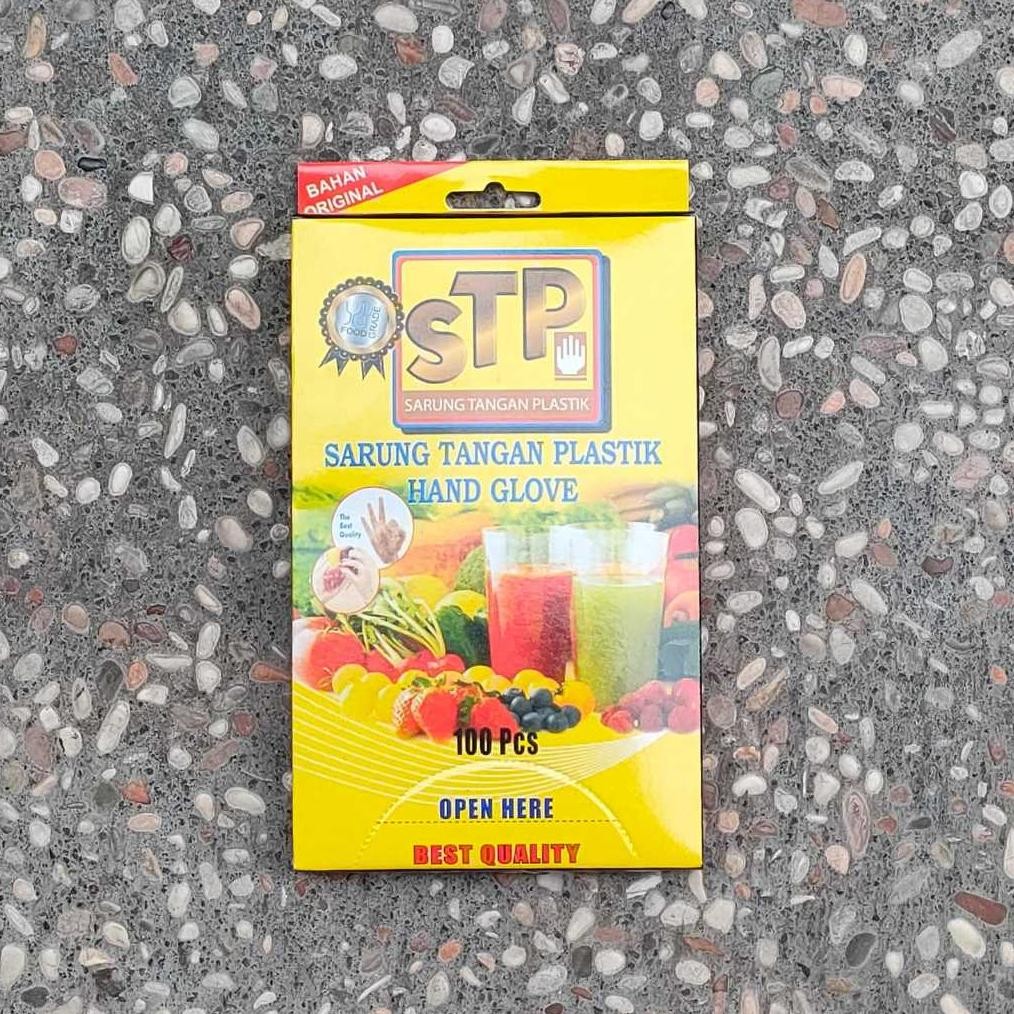 BAHAN
ORIGINAL
STP
FOOD GRADE
SARUNG TANGAN PLASTIK
SARUNG TANGAN PLASTIK
HAND GLOVE
The
Best
Quality
100 Pcs
OPEN HERE
BEST QUALITY